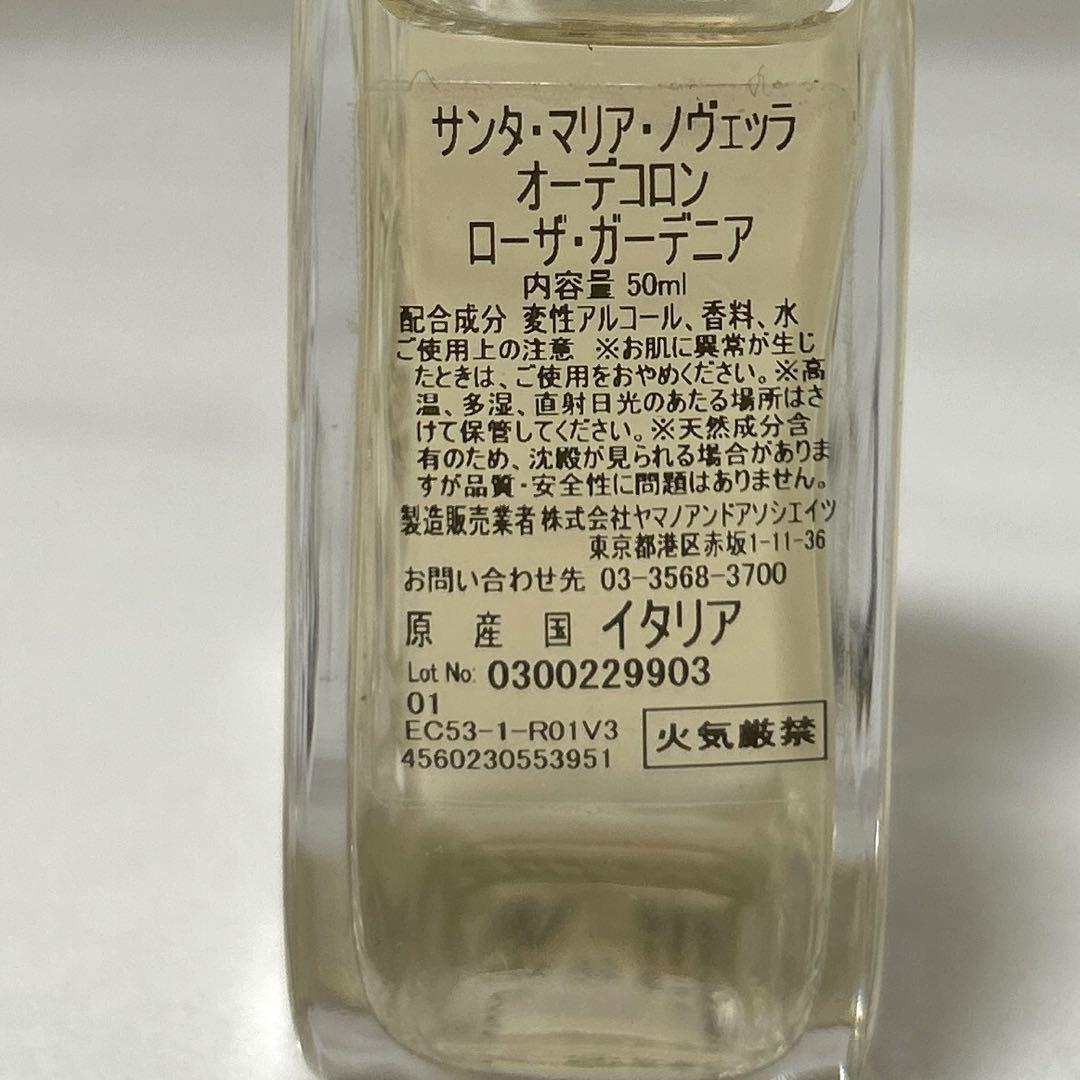 サンタ・マリア・ノヴェッラ
オーデコロン
ローザ・ガーデニア
内容量 50ml
配合成分 変性アルコール、香料、水
ご使用上の注意 ※お肌に異常が生じ
たときは、ご使用をおやめください。※高
温、多湿、直射日光のあたる場所はさ
けて保管してください。※天然成分含
有のため、沈殿が見られる場合がありま
すが品質・安全性に問題はありません。
製造販売業者 株式会社ヤマノアンドアソシエイツ
東京都港区赤坂1-11-36
お問い合わせ先 03-3568-3700
原 産 国 イタリア
Lot No: 0300229903
01
EC53-1-R01V3
火気厳禁
4560230553951